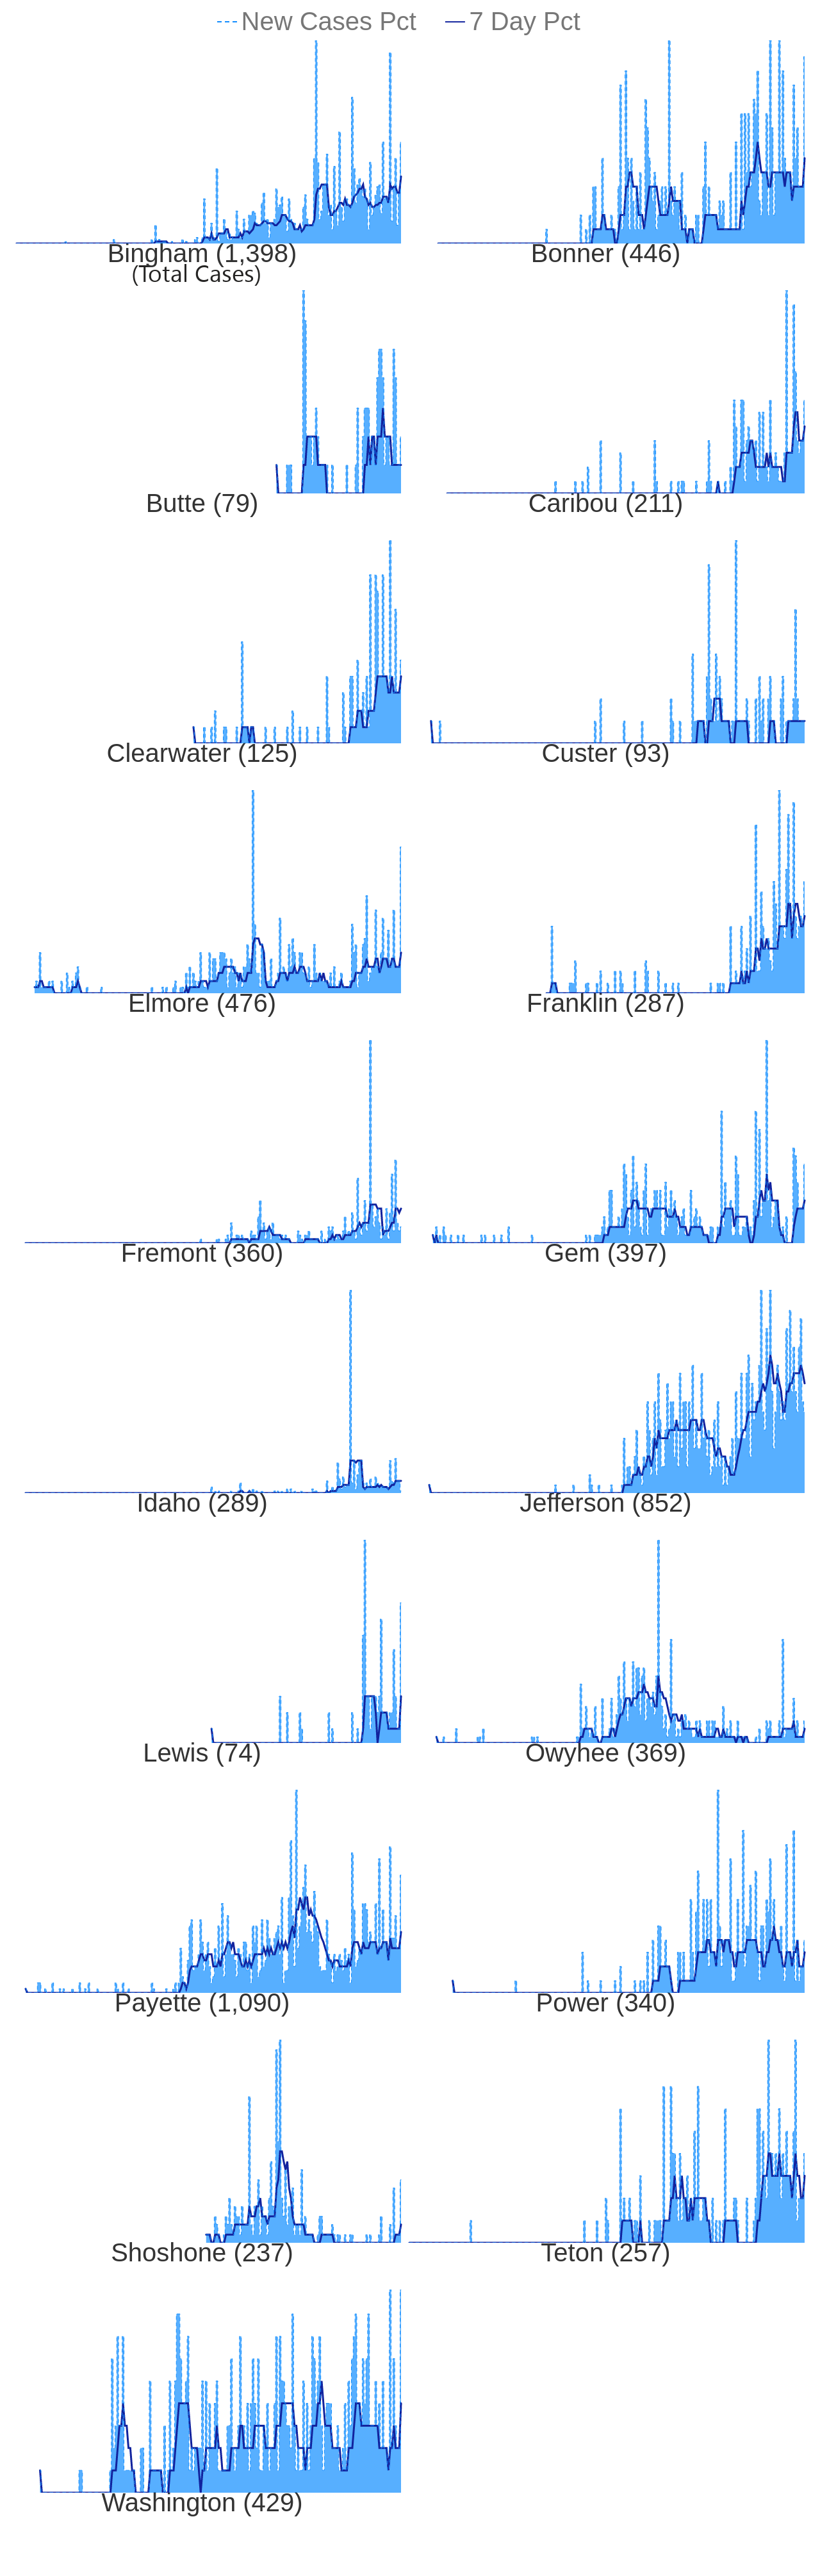 New Cases Pct 7 Day Pct
Bingham (1,398) Bonner (446)
(Total Cases)
Butte (79) Caribou (211)
Clearwater (125) Custer (93)
Elmore (476) Franklin (287)
Fremont (360) Gem (397)
Idaho (289) Jefferson (852)
Lewis (74) Owyhee (369)
Payette (1,090) Power (340)
Shoshone (237) Teton (257)
Washington (429)